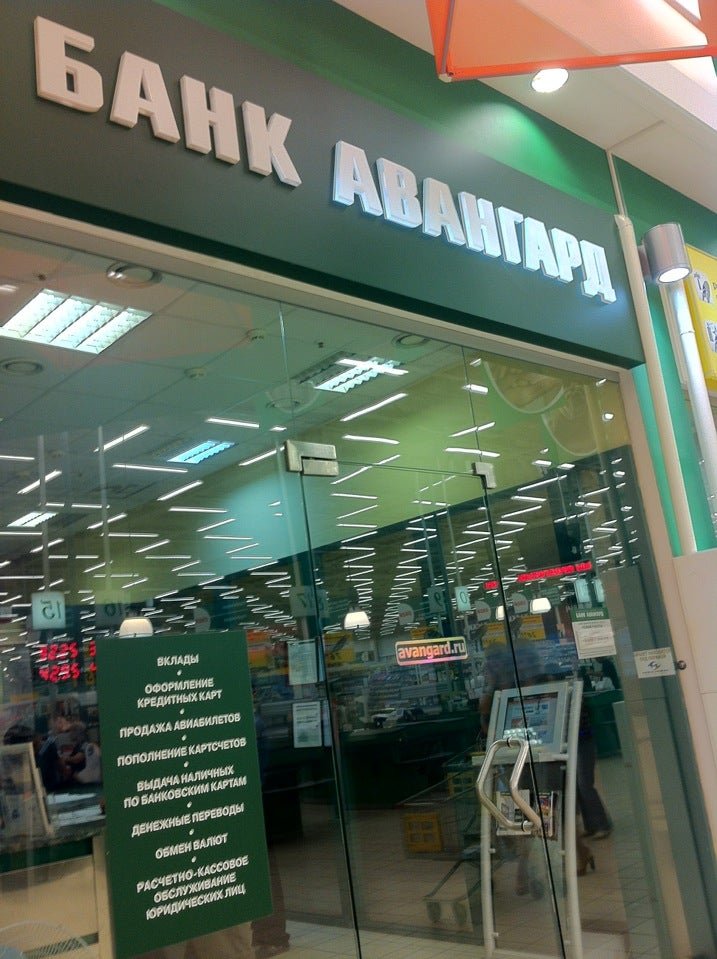 БАНК АВАНГАРД
avangard.ru
15
ВКЛАДЫ
•
ОФОРМЛЕНИЕ
КРЕДИТНЫХ КАРТ
•
ПРОДАЖА АВИАБИЛЕТОВ
•
ПОПОЛНЕНИЕ КАРТСЧЕТОВ
•
ВЫДАЧА НАЛИЧНЫХ
ПО БАНКОВСКИМ КАРТАМ
•
ДЕНЕЖНЫЕ ПЕРЕВОДЫ
•
ОБМЕН ВАЛЮТ
•
РАСЧЕТНО-КАССОВОЕ
ОБСЛУЖИВАНИЕ
ЮРИДИЧЕСКИХ ЛИЦ